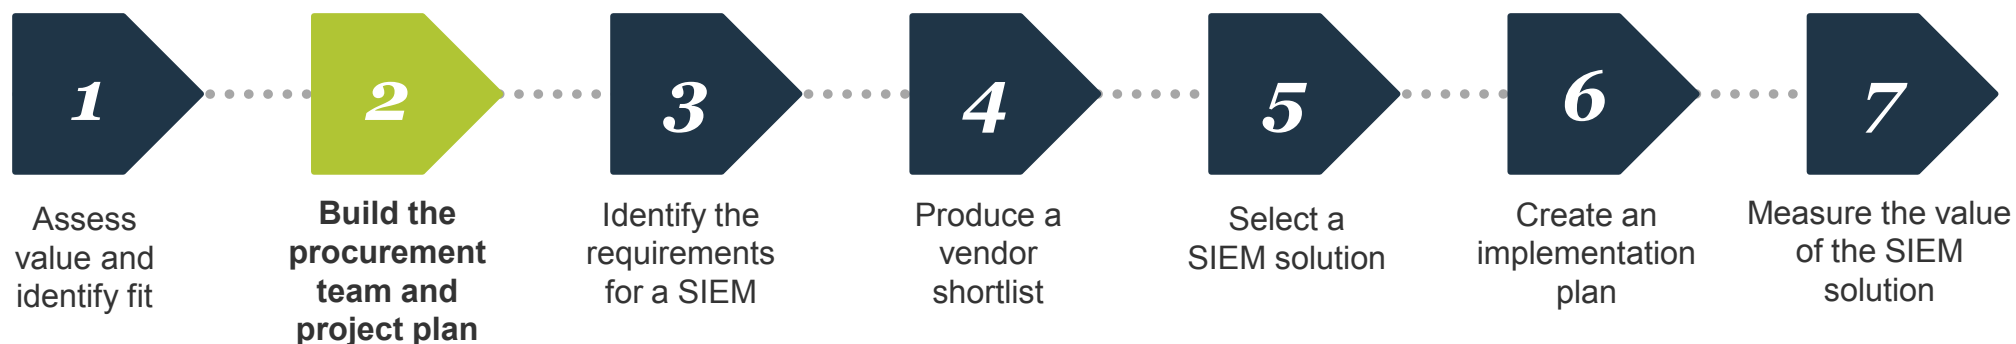 1
Assess
value and
identify fit
2
Build the
procurement
team and
project plan
3
Identify the
requirements
for a SIEM
4
Produce a
vendor
shortlist
5
Select a
SIEM solution
6
Create an
implementation
plan
7
Measure the value
of the SIEM
solution